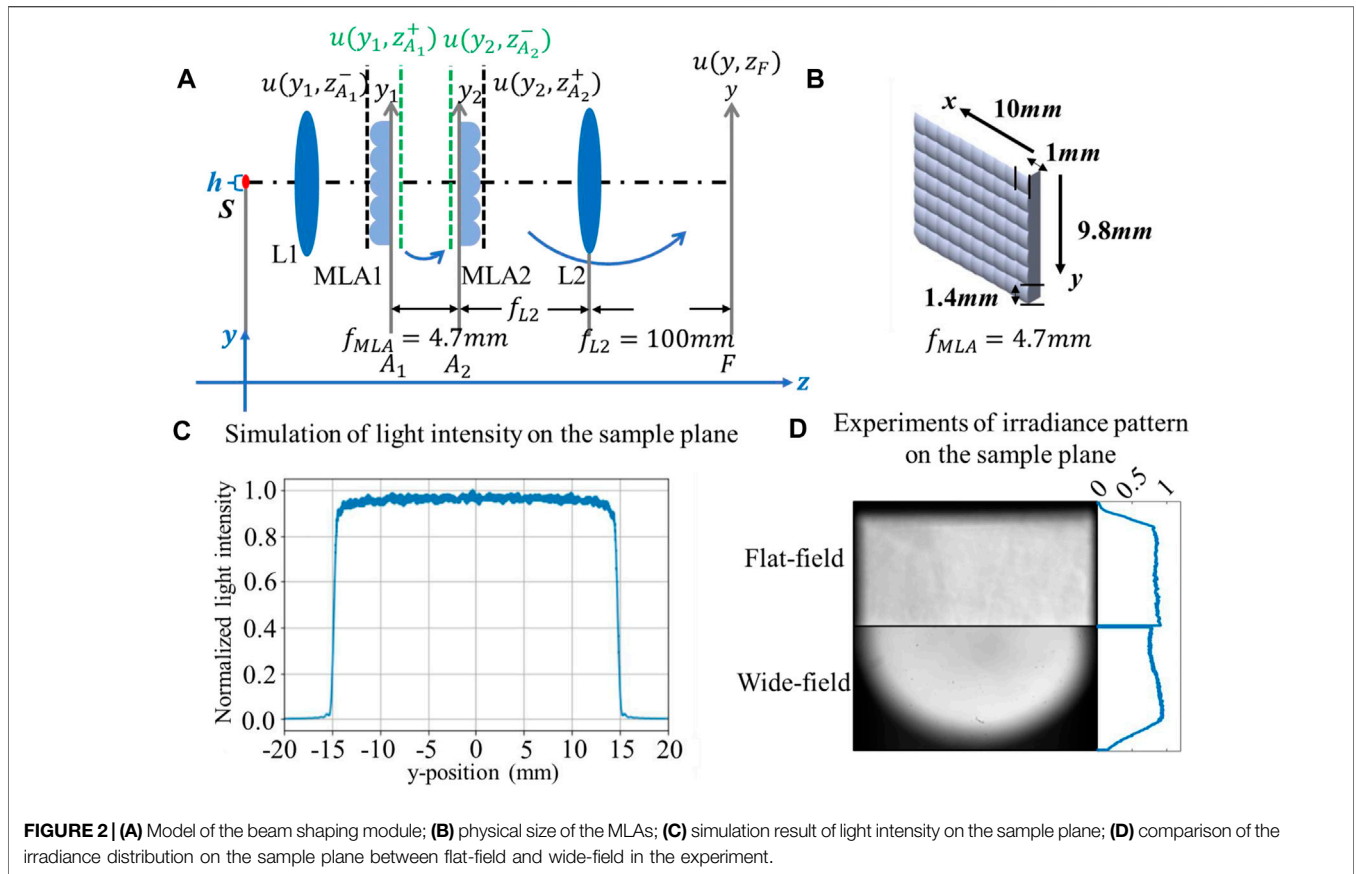 A
u(y₁, z⁺_A₁) u(y₂, z⁻_A₂)
u(y₁, z⁻_A₁) y₁ y₂ u(y₂, z⁺_A₂)
u(y, z_F)
y
h
S
L1
MLA1 MLA2 L2
f_L2
f_MLA = 4.7mm f_L2 = 100mm
y
A₁ A₂ F
z
B
x 10mm
1mm
9.8mm
y
1.4mm
f_MLA = 4.7mm
C Simulation of light intensity on the sample plane
Normalized light intensity
1.0
0.8
0.6
0.4
0.2
0.0
-20 -15 -10 -5 0 5 10 15 20
y-position (mm)
D Experiments of irradiance pattern
on the sample plane
0 0.5 1
Flat-field
Wide-field
FIGURE 2 | (A) Model of the beam shaping module; (B) physical size of the MLAs; (C) simulation result of light intensity on the sample plane; (D) comparison of the
irradiance distribution on the sample plane between flat-field and wide-field in the experiment.